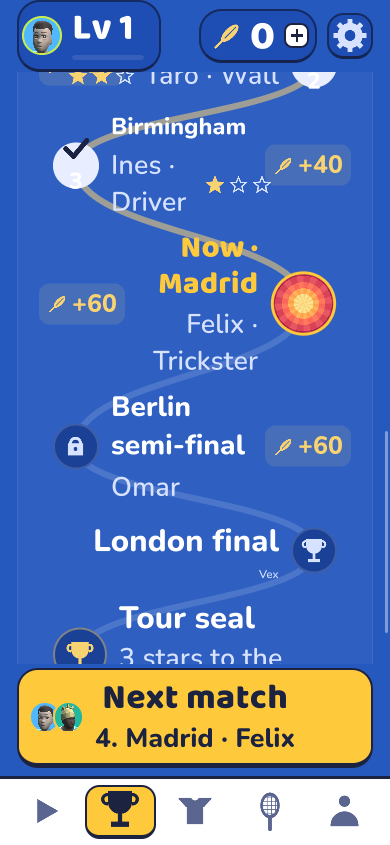 Lv 1
0
Taro · Wall
2
Birmingham
3
Ines ·
Driver
+40
Now ·
Madrid
+60
Felix ·
Trickster
Berlin
semi-final
+60
Omar
London final
Vex
Tour seal
3 stars to the
Next match
4. Madrid · Felix